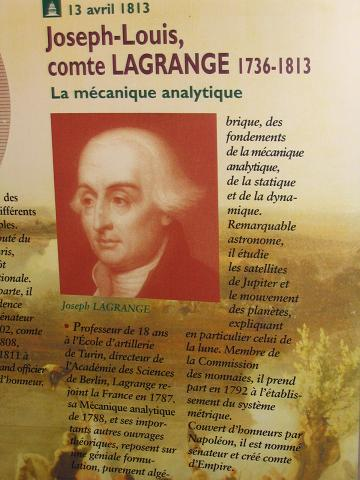 13 avril 1813
Joseph-Louis,
comte LAGRANGE 1736-1813
La mécanique analytique
Joseph LAGRANGE
• Professeur de 18 ans
à l'École d'artillerie
de Turin, directeur de
l'Académie des Sciences
de Berlin, Lagrange re-
joint la France en 1787.
sa Mécanique analytique
de 1788, et ses impor-
tants autres ouvrages
théoriques, reposent sur
une géniale formu-
lation, purement algé-
brique, des
fondements
de la mécanique
analytique,
de la statique
et de la dyna-
mique.
Remarquable
astronome,
il étudie
les satellites
de Jupiter et
le mouvement
des planètes,
expliquant
en particulier celui de
la lune. Membre de
la Commission
des monnaies, il prend
part en 1792 à l'établis-
sement du système
métrique.
Couvert d'honneurs par
Napoléon, il est nommé
sénateur et créé comte
d'Empire.
des
ifférents
bles.
puté du
ris,
ôt
ionale.
parte, il
dence
énateur
02, comte
808,
1811 à
and officier
d'honneur.